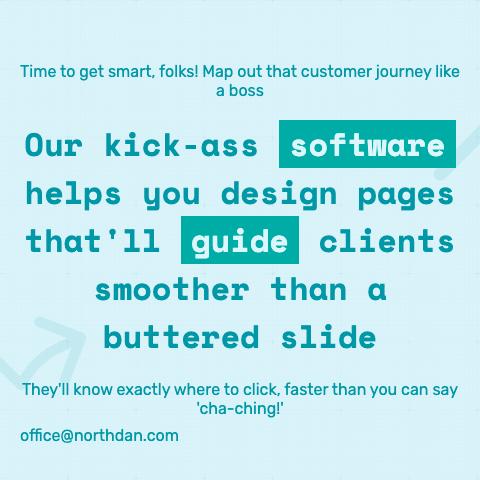 Time to get smart, folks! Map out that customer journey like
a boss
Our kick-ass software
helps you design pages
that'll guide clients
smoother than a
buttered slide
They'll know exactly where to click, faster than you can say
'cha-ching!'
office@northdan.com